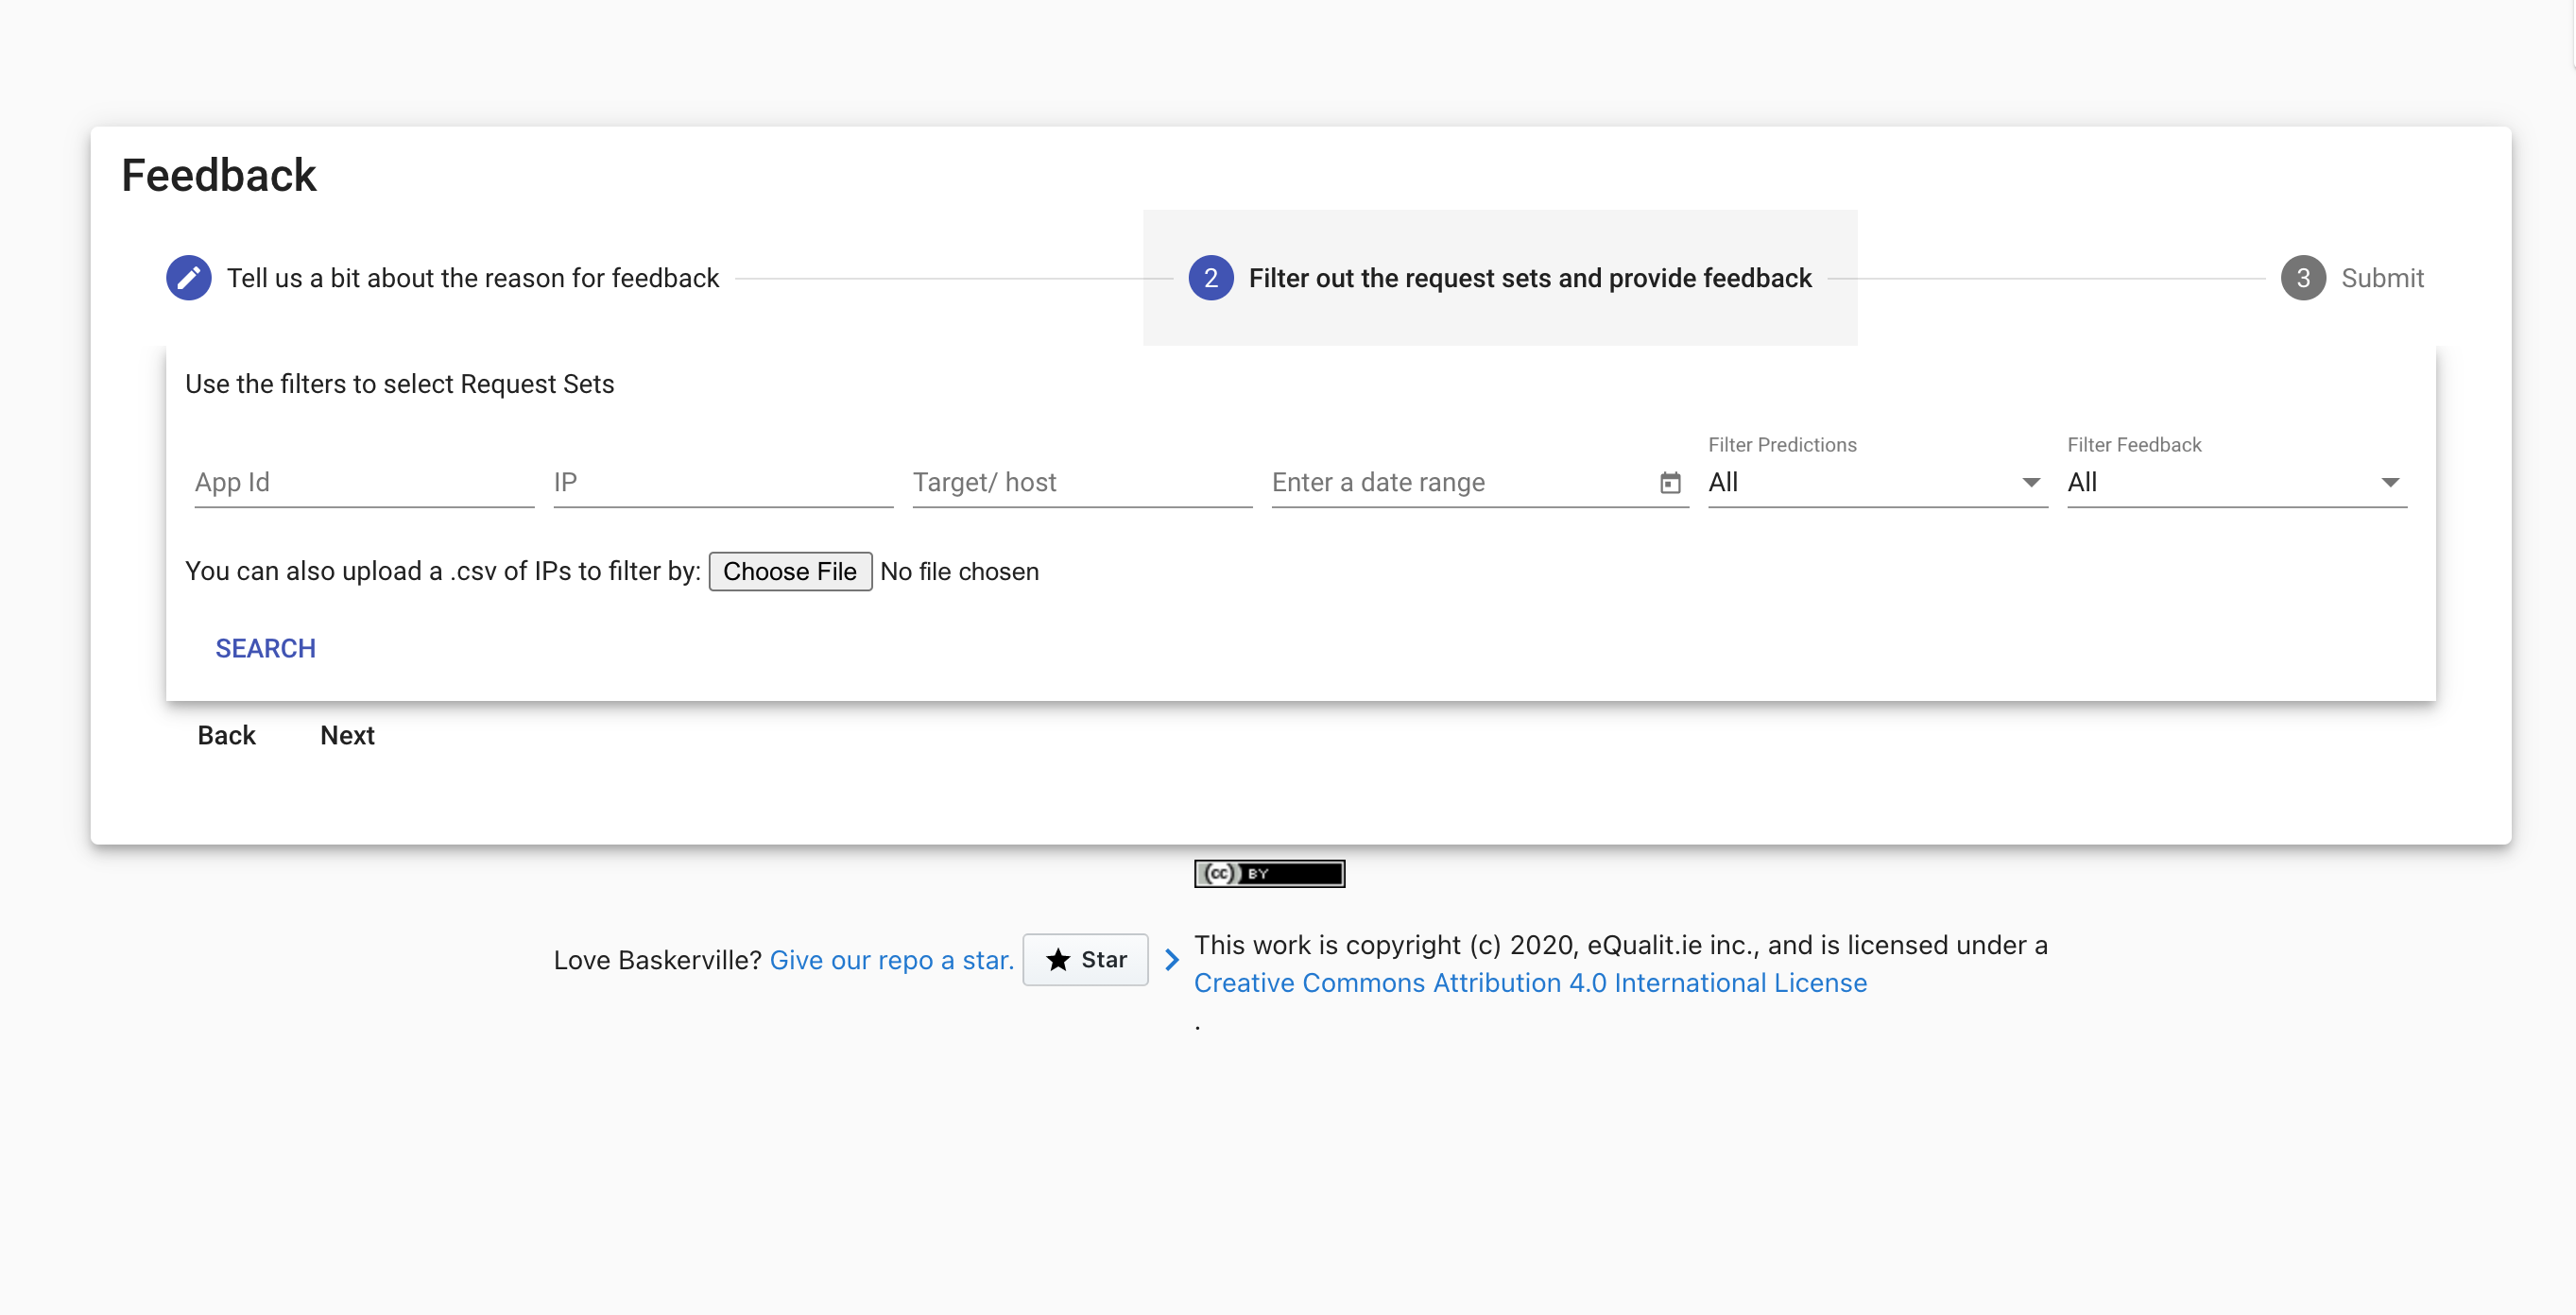 Feedback
Tell us a bit about the reason for feedback
2 Filter out the request sets and provide feedback
3 Submit
Use the filters to select Request Sets
App Id
IP
Target/ host
Enter a date range
Filter Predictions
All
Filter Feedback
All
You can also upload a .csv of IPs to filter by: Choose File No file chosen
SEARCH
Back Next
(cc) BY
Love Baskerville? Give our repo a star. Star
This work is copyright (c) 2020, eQualit.ie inc., and is licensed under a
Creative Commons Attribution 4.0 International License
.